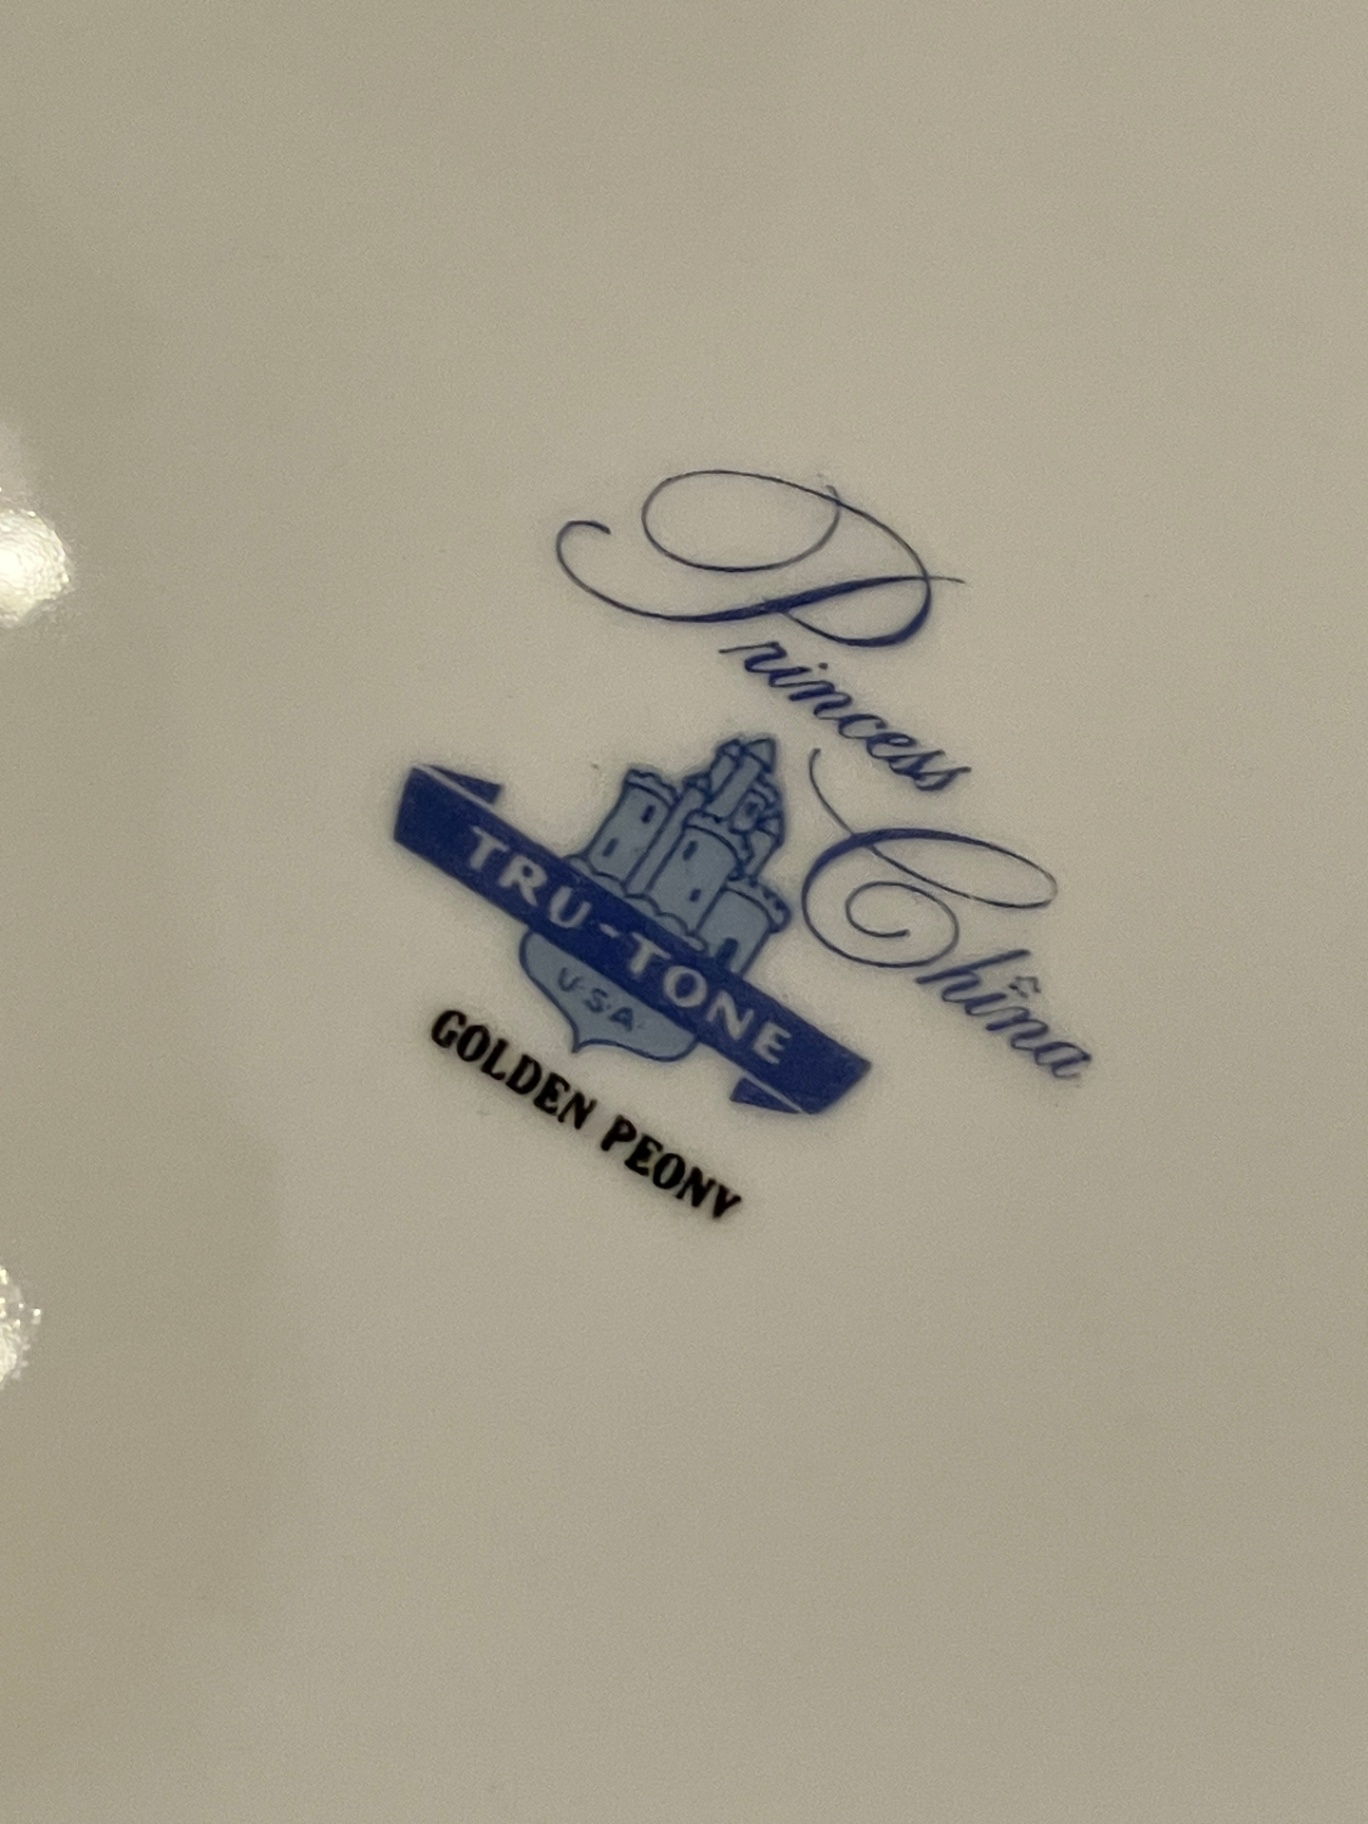 Princess
China
TRU-TONE
U·S·A·
GOLDEN PEONY